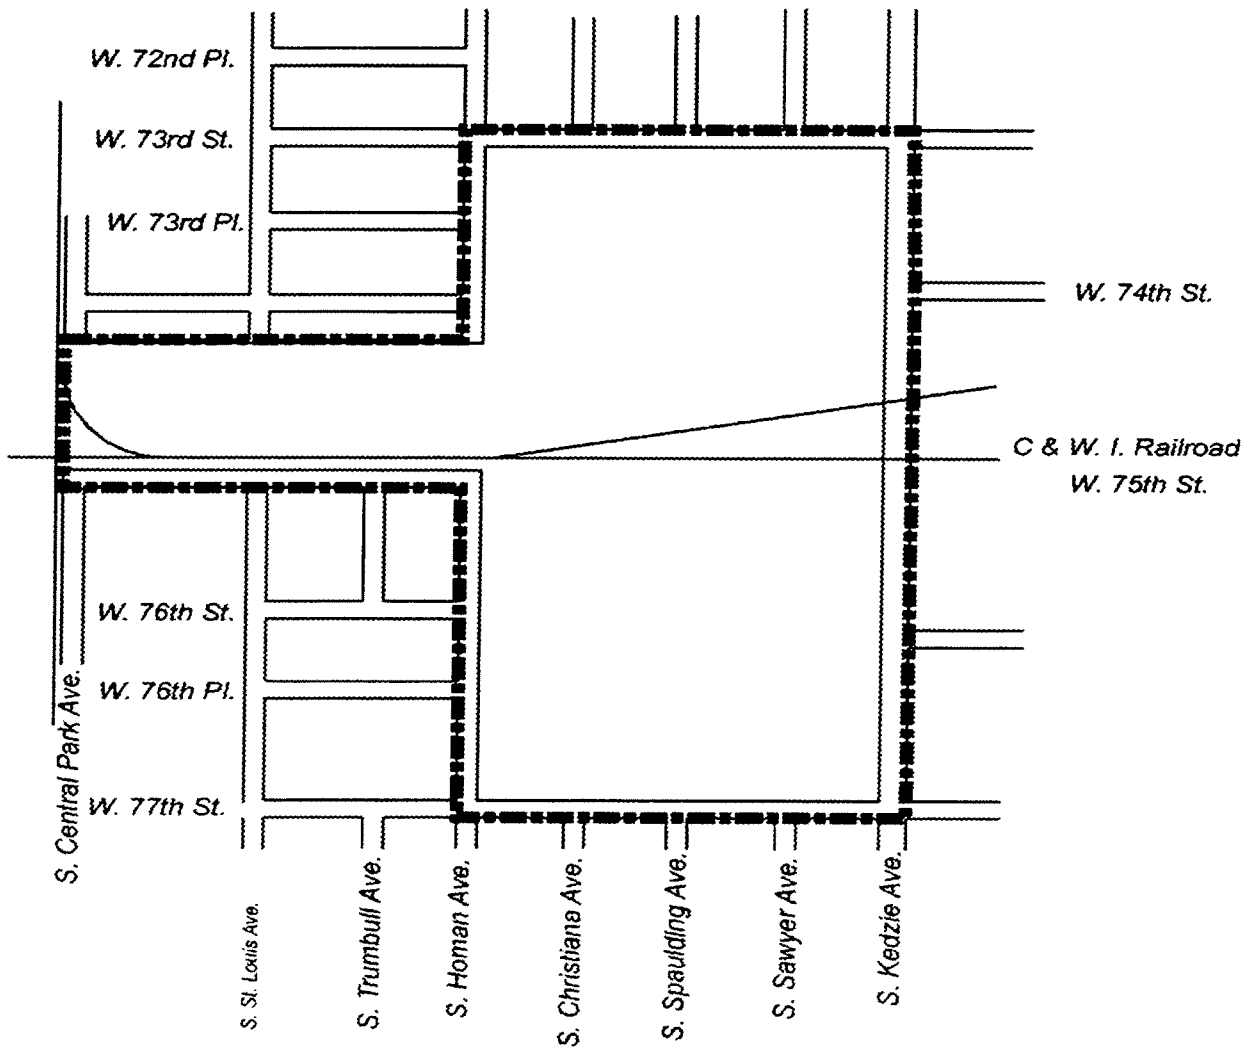 W. 72nd Pl.
W. 73rd St.
W. 73rd Pl.
W. 74th St.
C & W. I. Railroad
W. 75th St.
W. 76th St.
W. 76th Pl.
W. 77th St.
S. Central Park Ave.
S. St. Louis Ave.
S. Trumbull Ave.
S. Homan Ave.
S. Christiana Ave.
S. Spaulding Ave.
S. Sawyer Ave.
S. Kedzie Ave.